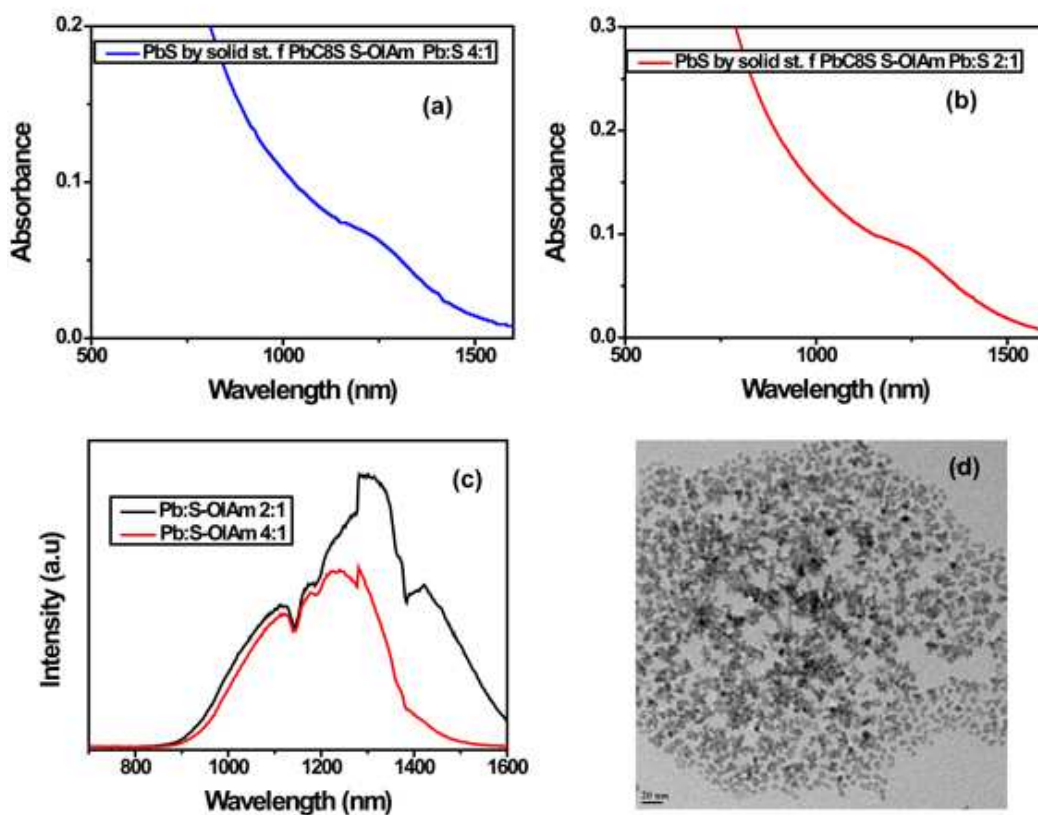 0.2
PbS by solid st. f PbC8S S-OlAm Pb:S 4:1
(a)
0.1
0.0
Absorbance
500
1000
1500
Wavelength (nm)
0.3
PbS by solid st. f PbC8S S-OlAm Pb:S 2:1
(b)
0.2
0.1
0.0
Absorbance
500
1000
1500
Wavelength (nm)
(c)
Pb:S-OlAm 2:1
Pb:S-OlAm 4:1
Intensity (a.u)
800
1000
1200
1400
1600
Wavelength (nm)
(d)
20 nm